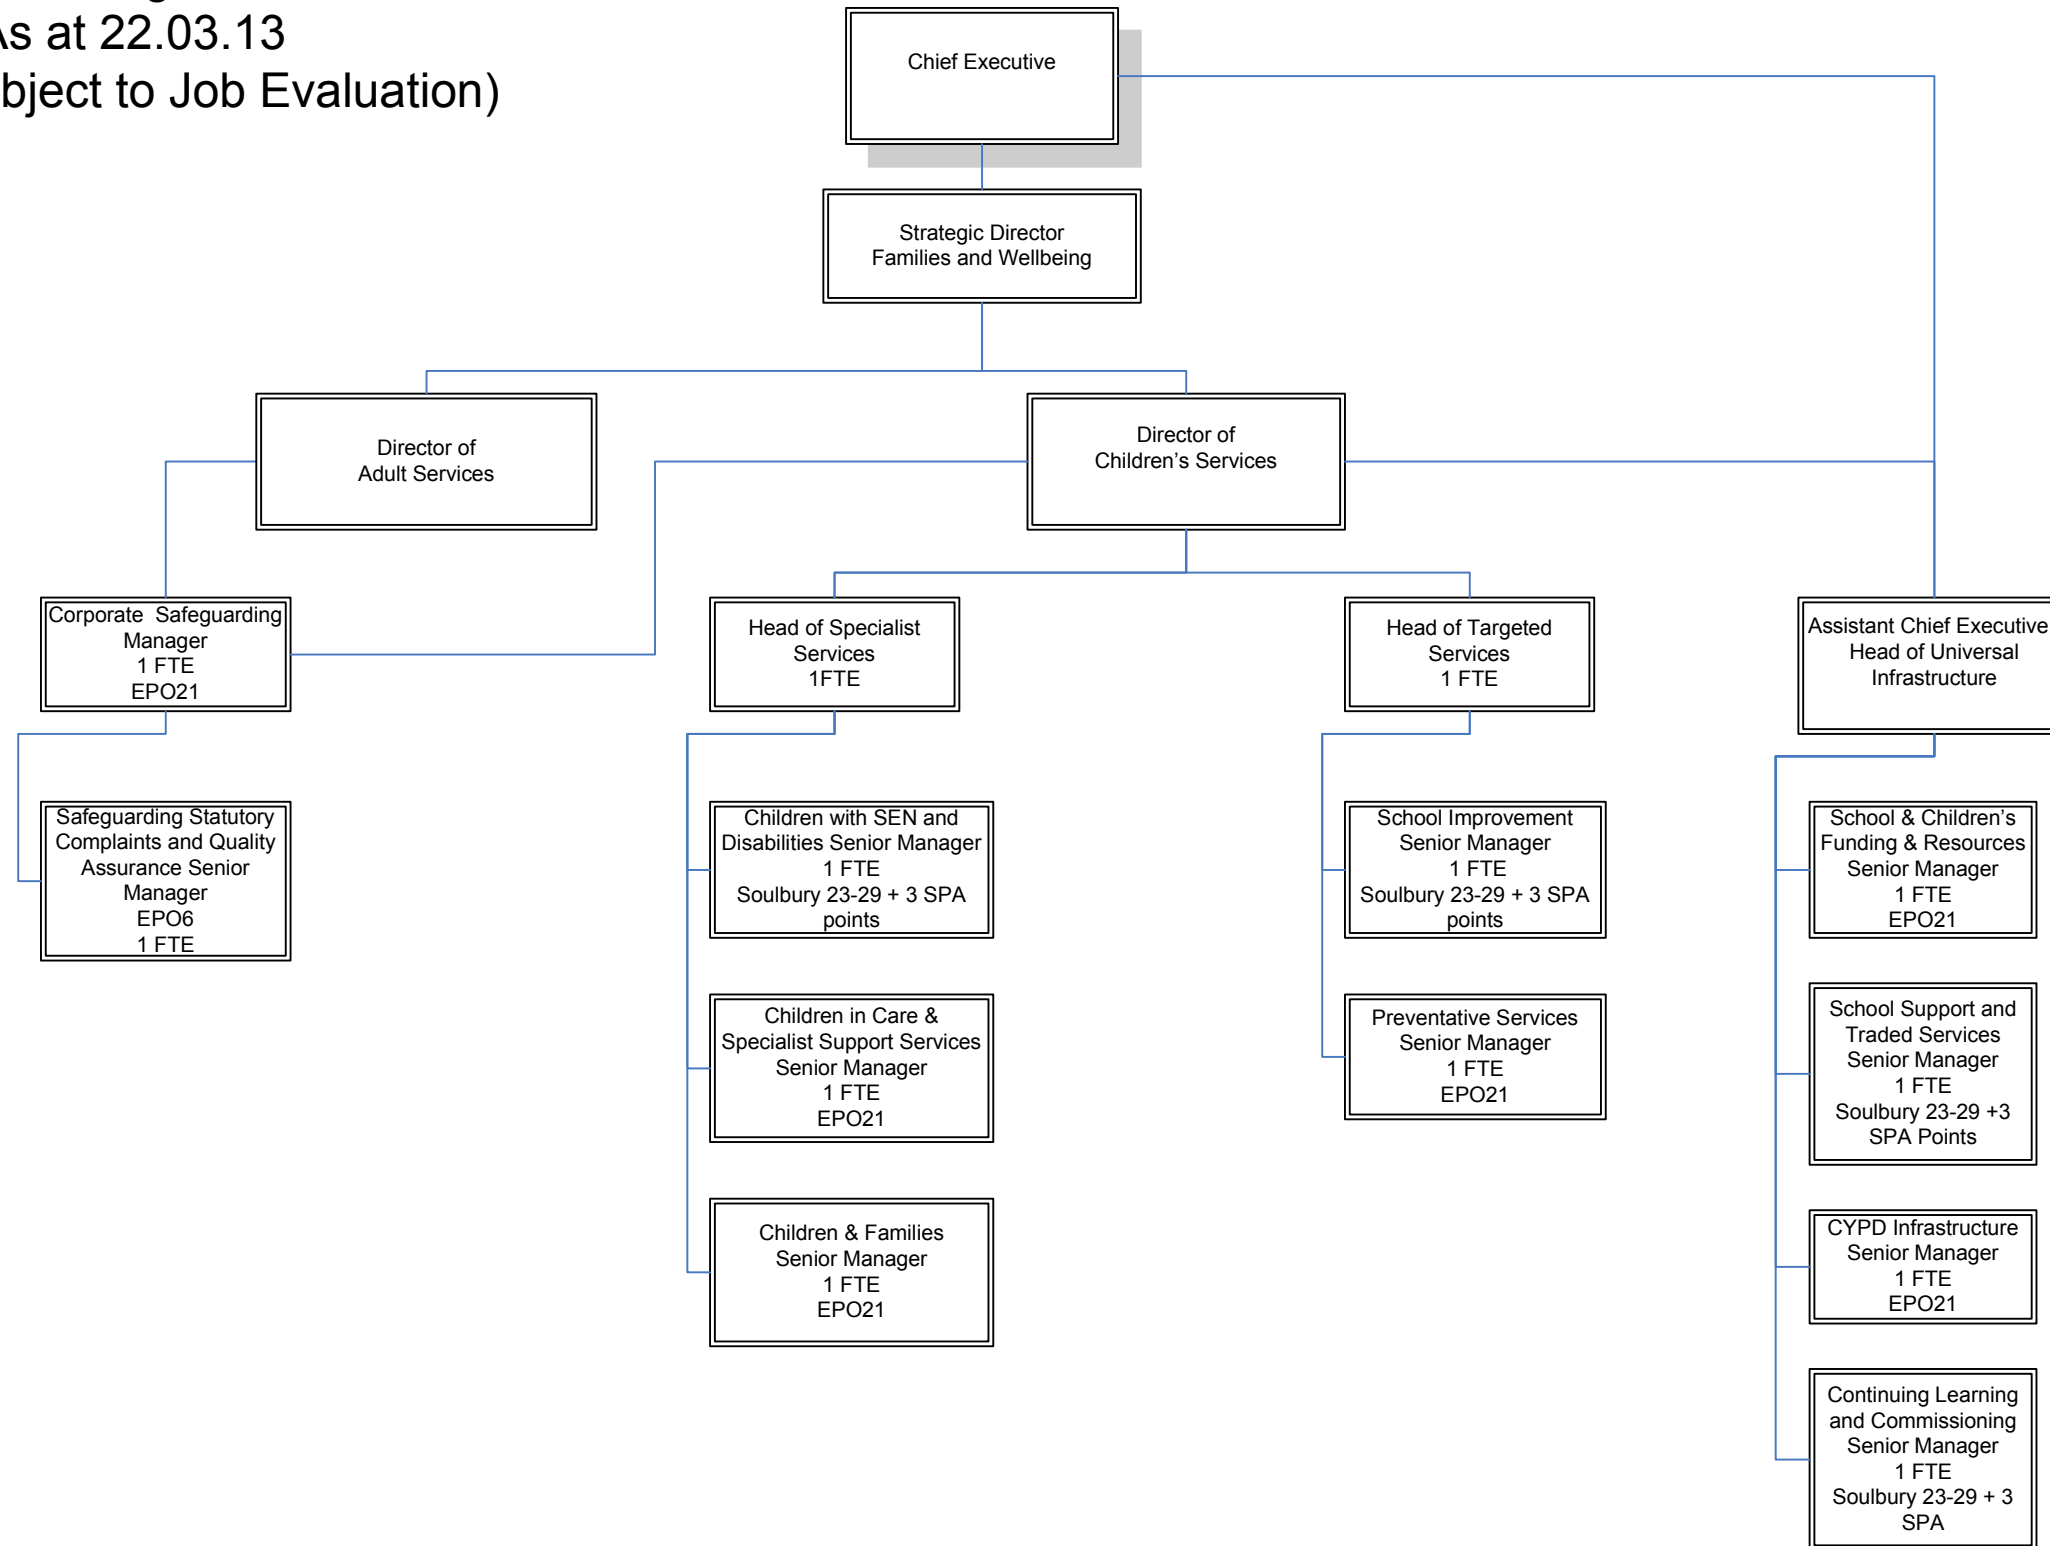 As at 22.03.13
bject to Job Evaluation)
Chief Executive
Strategic Director
Families and Wellbeing
Director of
Adult Services
Director of
Children’s Services
Corporate  Safeguarding
Manager
1 FTE
EPO21
Head of Specialist
Services
1FTE
Head of Targeted
Services
1 FTE
Assistant Chief Executive
Head of Universal
Infrastructure
Safeguarding Statutory
Complaints and Quality
Assurance Senior
Manager
EPO6
1 FTE
Children with SEN and
Disabilities Senior Manager
1 FTE
Soulbury 23-29 + 3 SPA
points
School Improvement
Senior Manager
1 FTE
Soulbury 23-29 + 3 SPA
points
School & Children’s
Funding & Resources
Senior Manager
1 FTE
EPO21
Children in Care &
Specialist Support Services
Senior Manager
1 FTE
EPO21
Preventative Services
Senior Manager
1 FTE
EPO21
School Support and
Traded Services
Senior Manager
1 FTE
Soulbury 23-29 +3
SPA Points
Children & Families
Senior Manager
1 FTE
EPO21
CYPD Infrastructure
Senior Manager
1 FTE
EPO21
Continuing Learning
and Commissioning
Senior Manager
1 FTE
Soulbury 23-29 + 3
SPA